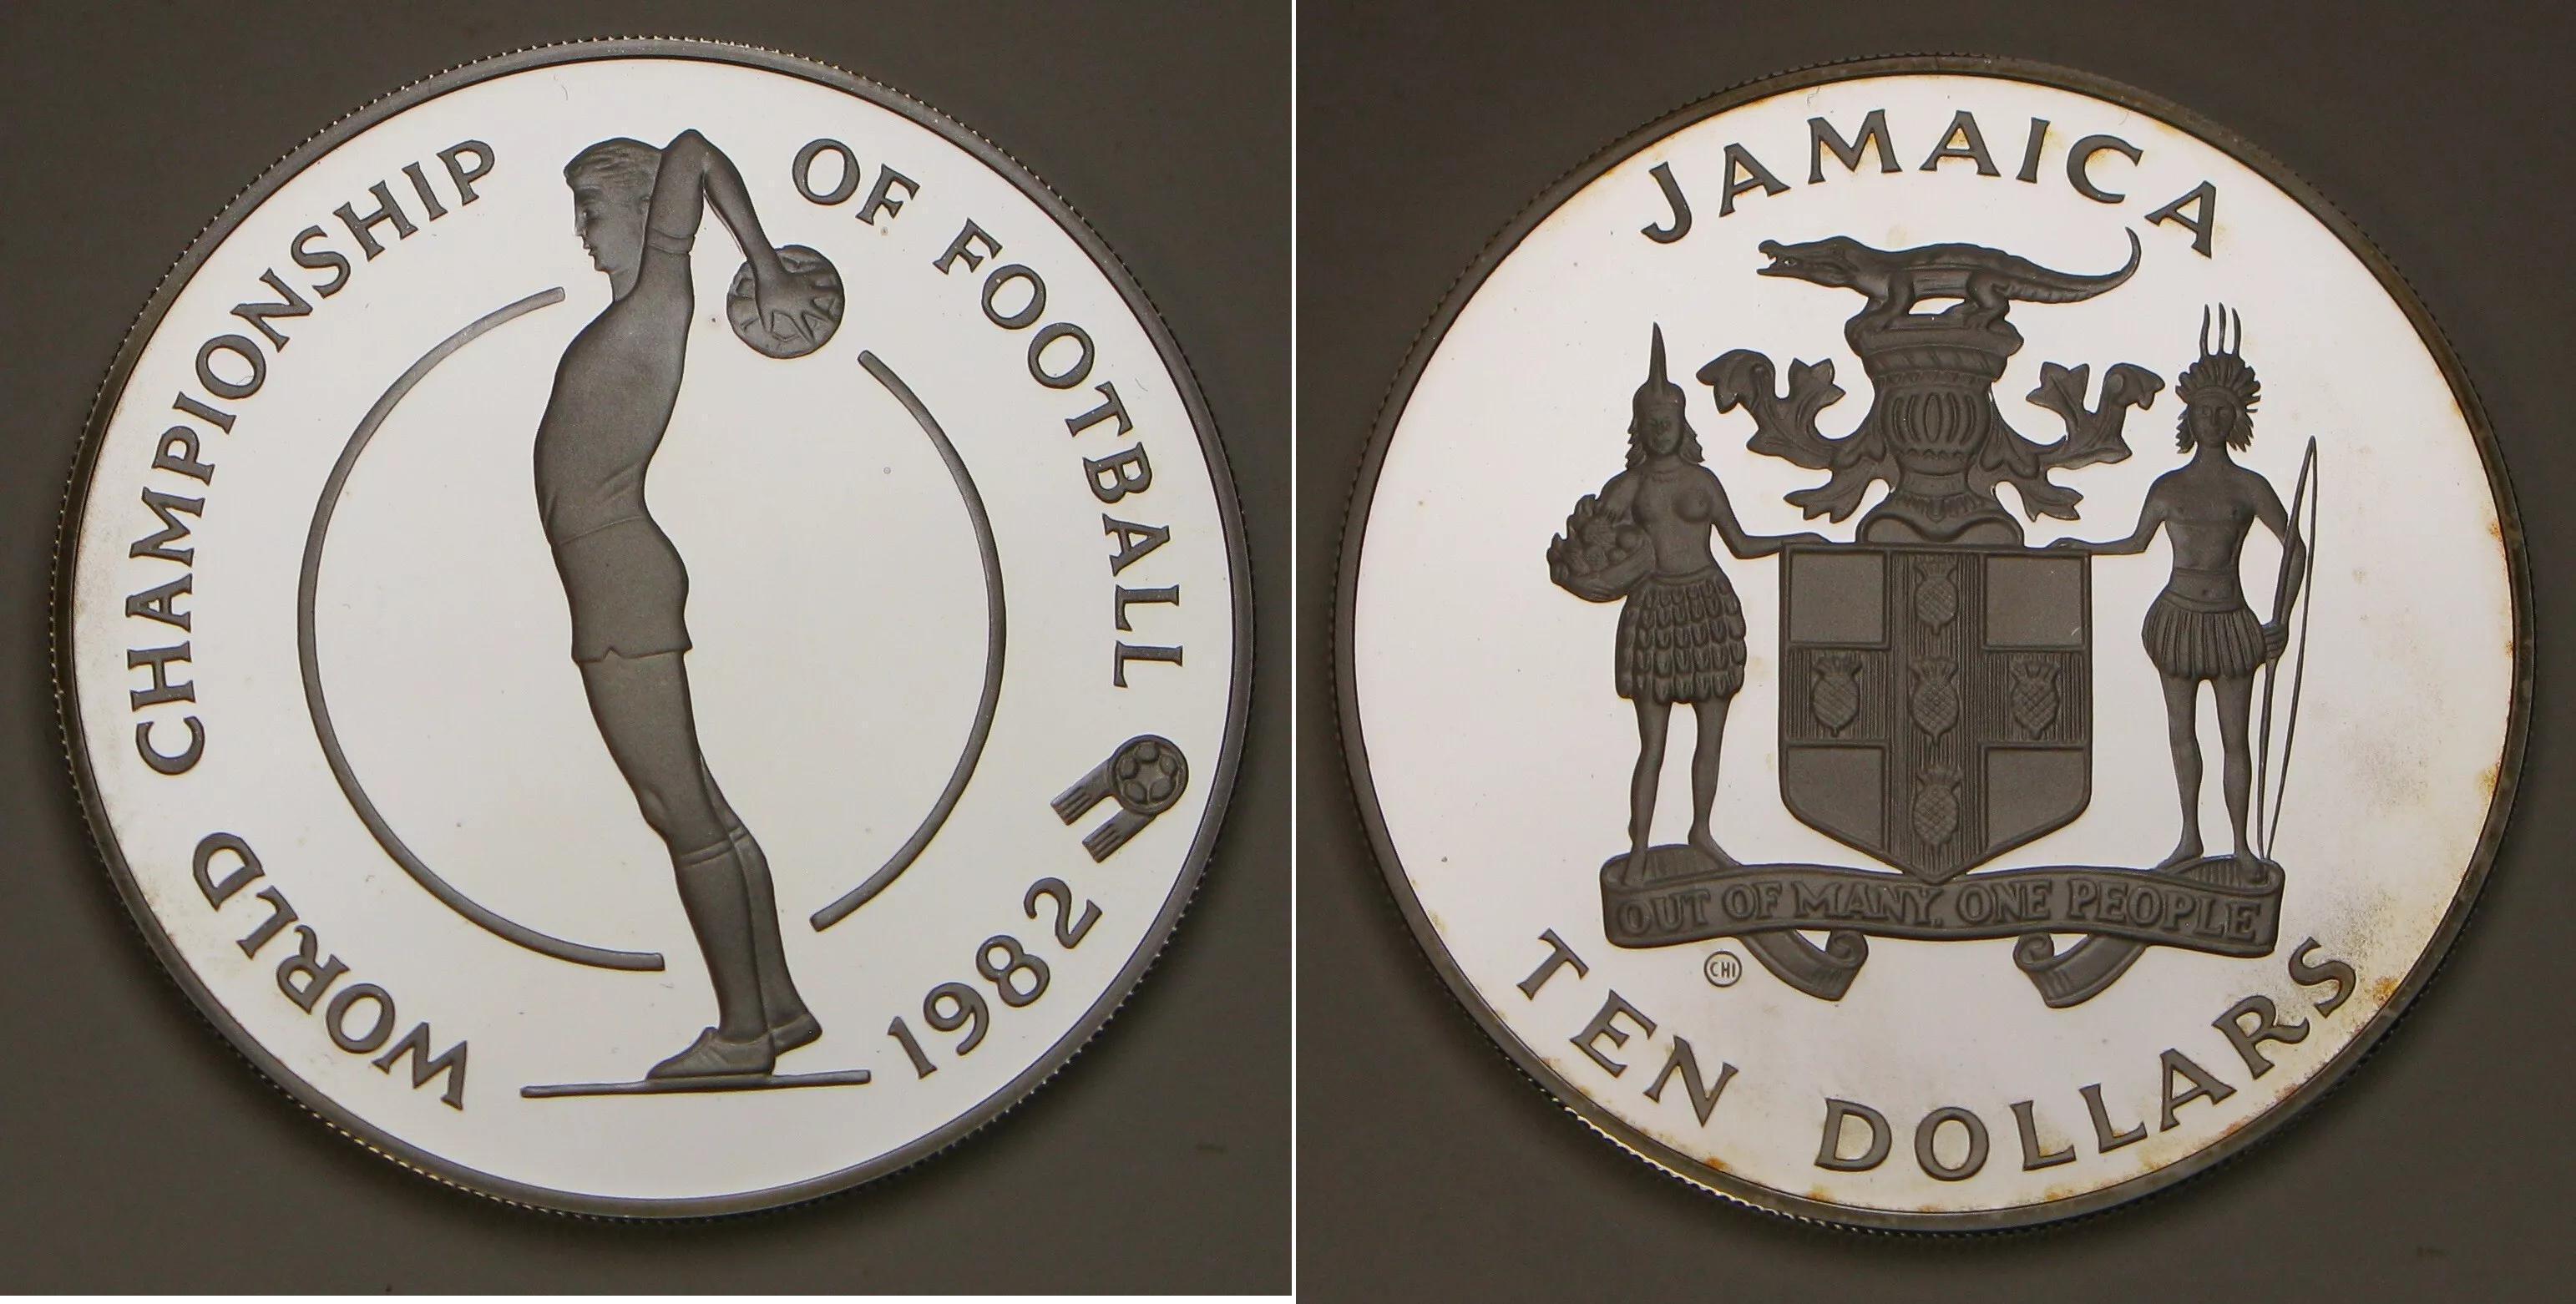 WORLD CHAMPIONSHIP OF FOOTBALL
1982
JAMAICA
OUT OF MANY, ONE PEOPLE
CHI
TEN DOLLARS